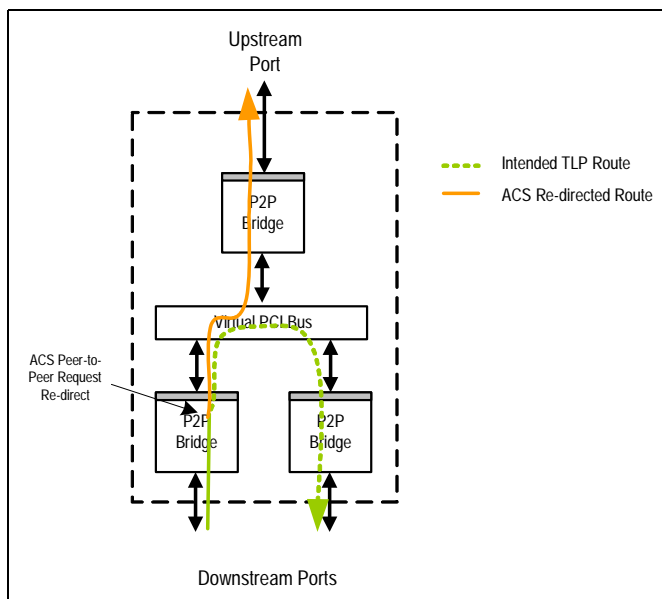 Upstream
Port
Intended TLP Route
ACS Re-directed Route
P2P
Bridge
Virtual PCI Bus
ACS Peer-to-
Peer Request
Re-direct
P2P
Bridge
P2P
Bridge
Downstream Ports